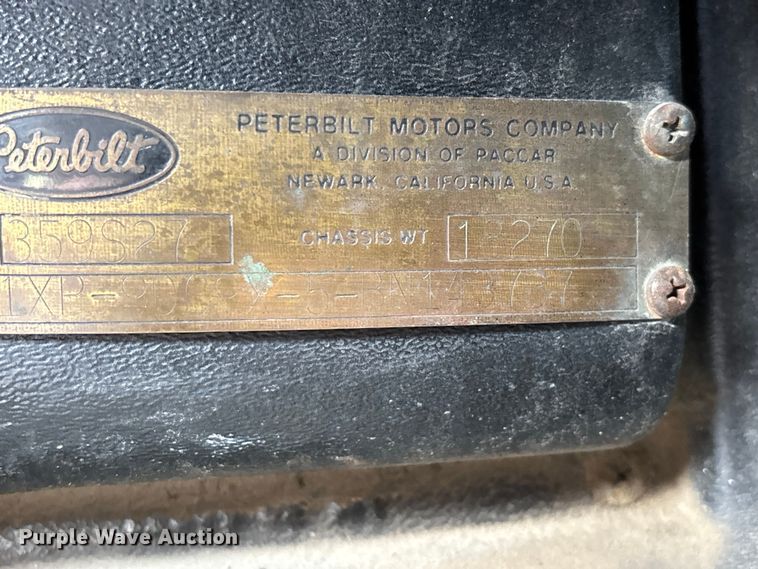 Peterbilt
PETERBILT MOTORS COMPANY
A DIVISION OF PACCAR
NEWARK, CALIFORNIA U.S.A.
359S27
CHASSIS WT.
Purple Wave Auction